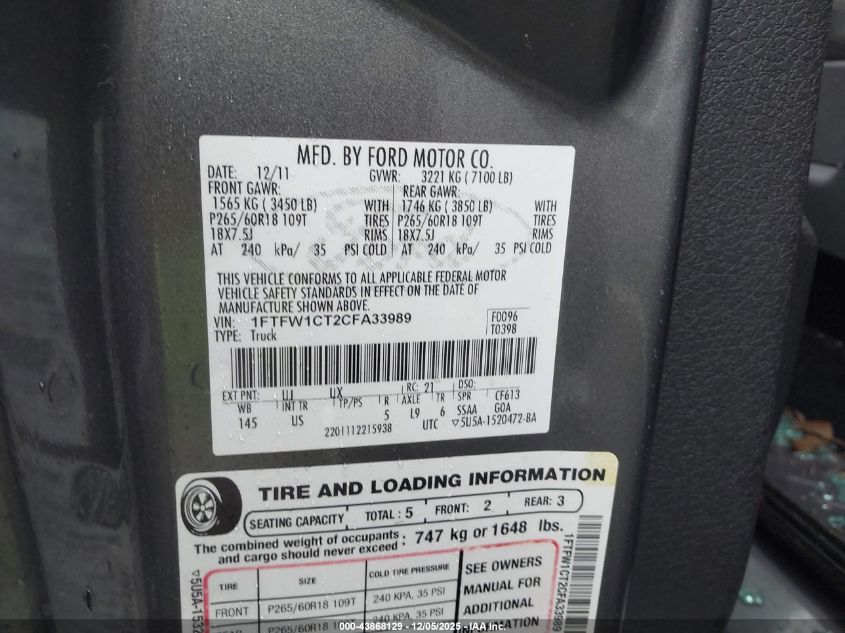 MFD. BY FORD MOTOR CO.
DATE: 12/11 GVWR: 3221 KG ( 7100 LB)
FRONT GAWR: REAR GAWR:
1565 KG ( 3450 LB) WITH 1746 KG ( 3850 LB) WITH
P265/60R18 109T TIRES P265/60R18 109T TIRES
18X7.5J RIMS 18X7.5J RIMS
AT 240 kPa/ 35 PSI COLD AT 240 kPa/ 35 PSI COLD
THIS VEHICLE CONFORMS TO ALL APPLICABLE FEDERAL MOTOR
VEHICLE SAFETY STANDARDS IN EFFECT ON THE DATE OF
MANUFACTURE SHOWN ABOVE.
VIN: 1FTFW1CT2CFA33989 F0096
TYPE: Truck T0398
EXT PNT: UJ UX RC: 21 DSO:
WB INT TR TP/PS R AXLE TR SPR CF613
145 US 5 L9 6 SSAA GOA
2201112215938 UTC ▽5U5A-1520472-BA
TIRE AND LOADING INFORMATION
SEATING CAPACITY TOTAL : 5 FRONT: 2 REAR: 3
The combined weight of occupants and cargo should never exceed : 747 kg or 1648 lbs.
TIRE SIZE COLD TIRE PRESSURE SEE OWNERS
FRONT P265/60R18 109T 240 KPA, 35 PSI MANUAL FOR
ADDITIONAL
1FTFW1CT2CFA33989
#43868129 | 12/05/2025 | IAA